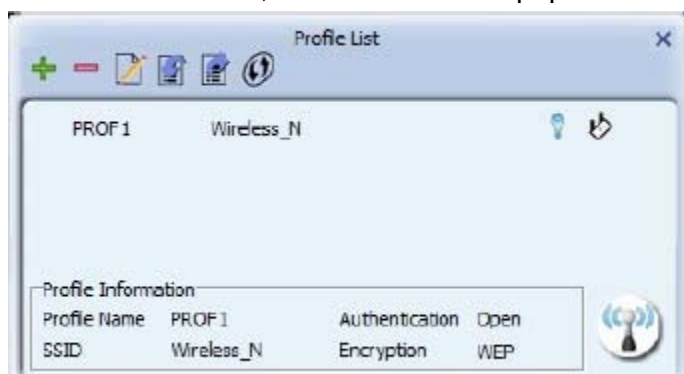 Profile List
PROF1 Wireless_N
Profile Information
Profile Name PROF1 Authentication Open
SSID Wireless_N Encryption WEP